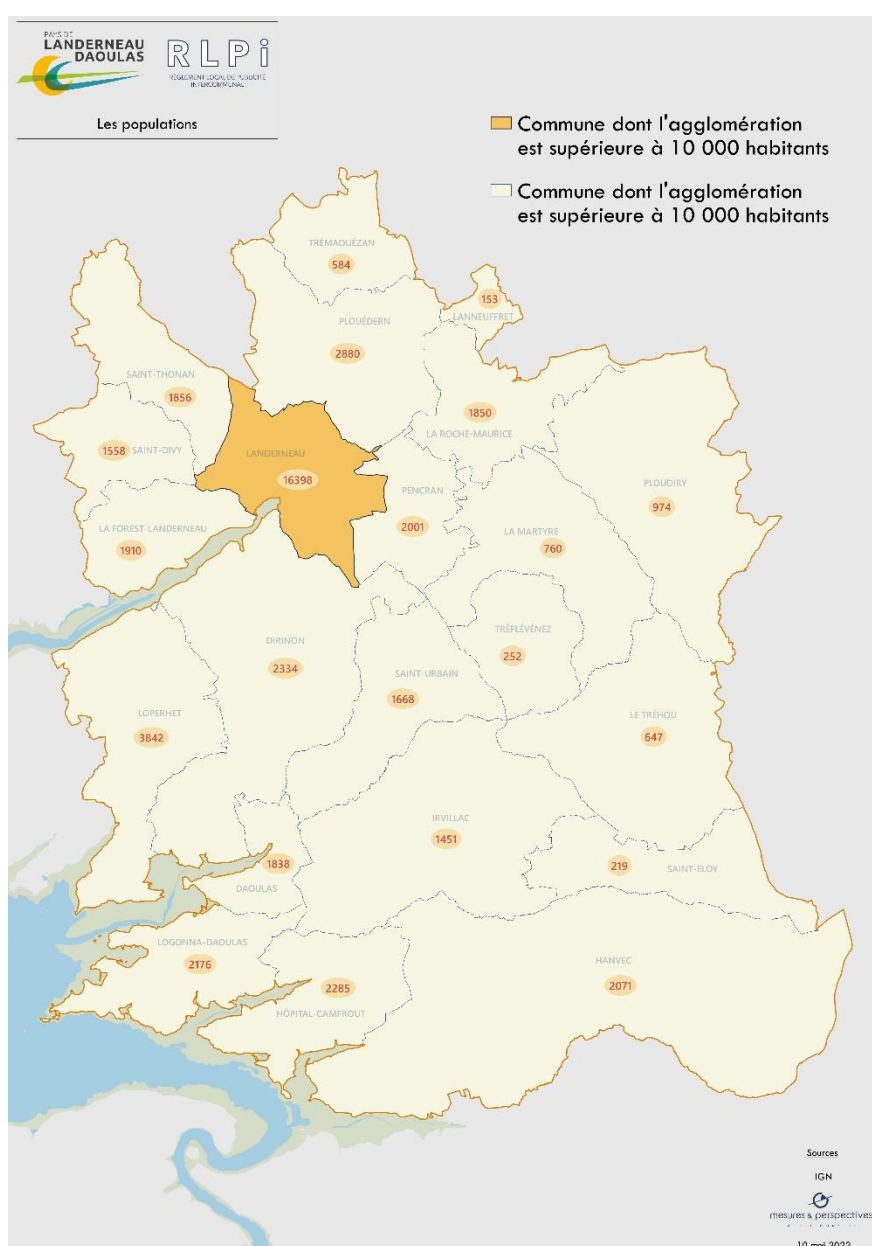 PAYS DE
LANDERNEAU
DAOULAS
RLPi
RÈGLEMENT LOCAL DE PUBLICITÉ
INTERCOMMUNAL
Les populations
Commune dont l'agglomération
est supérieure à 10 000 habitants
Commune dont l'agglomération
est supérieure à 10 000 habitants
TRÉMAOUÉZAN
584
153
LANNEUFFRET
PLOUÉDERN
2880
SAINT-THONAN
1856
1850
LA ROCHE-MAURICE
1558 SAINT-DIVY
LANDERNEAU
16398
PLOUDIRY
974
PENCRAN
2001
LA FOREST-LANDERNEAU
1910
LA MARTYRE
760
TRÉFLÉVÉNEZ
252
DIRINON
2334
SAINT-URBAIN
1668
LOPERHET
3842
LE TRÉHOU
647
IRVILLAC
1451
1838
DAOULAS
219 SAINT-ELOY
LOGONNA-DAOULAS
2176
HANVEC
2071
2285
HÔPITAL-CAMFROUT
Sources
IGN
mesures & perspectives
10 mai 2022